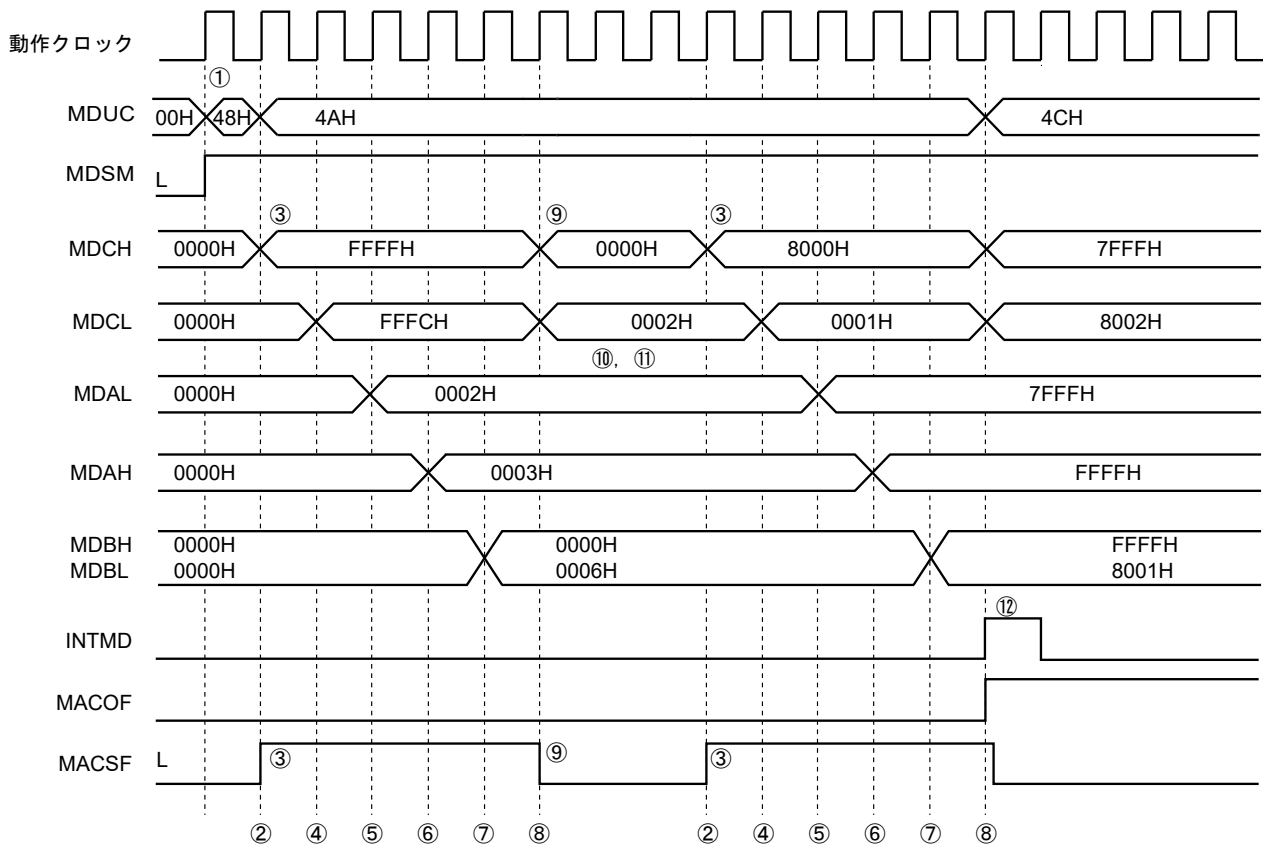 動作クロック
①
MDUC 00H 48H 4AH 4CH
MDSM L
③ ⑨ ③
MDCH 0000H FFFFH 0000H 8000H 7FFFH
MDCL 0000H FFFCH 0002H 0001H 8002H
⑩, ⑪
MDAL 0000H 0002H 7FFFH
MDAH 0000H 0003H FFFFH
MDBH 0000H 0000H FFFFH
MDBL 0000H 0006H 8001H
⑫
INTMD
MACOF
MACSF L ③ ⑨ ③
② ④ ⑤ ⑥ ⑦ ⑧ ② ④ ⑤ ⑥ ⑦ ⑧